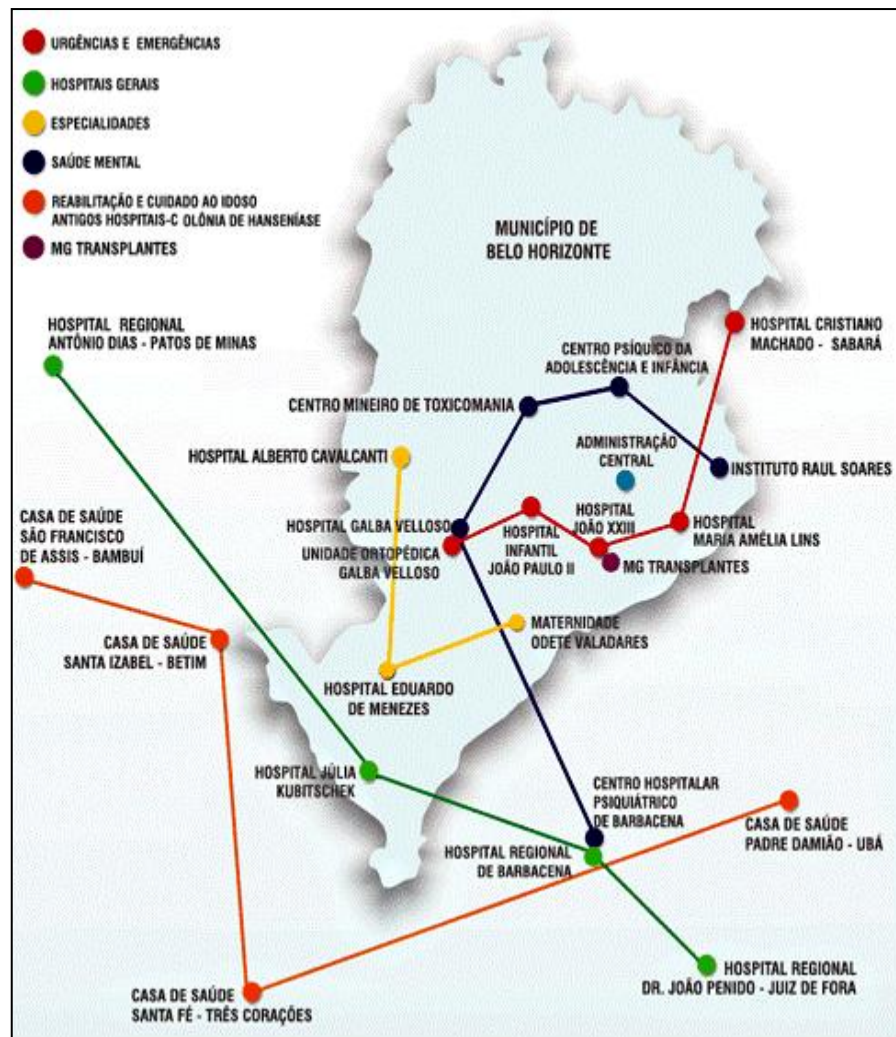 URGÊNCIAS E EMERGÊNCIAS
HOSPITAIS GERAIS
ESPECIALIDADES
SAÚDE MENTAL
REABILITAÇÃO E CUIDADO AO IDOSO
ANTIGOS HOSPITAIS-C OLÔNIA DE HANSENÍASE
MG TRANSPLANTES
MUNICÍPIO DE
BELO HORIZONTE
HOSPITAL REGIONAL
ANTÔNIO DIAS - PATOS DE MINAS
HOSPITAL CRISTIANO
MACHADO - SABARÁ
CENTRO PSÍQUICO DA
ADOLESCÊNCIA E INFÂNCIA
CENTRO MINEIRO DE TOXICOMANIA
ADMINISTRAÇÃO
CENTRAL
HOSPITAL ALBERTO CAVALCANTI
INSTITUTO RAUL SOARES
CASA DE SAÚDE
SÃO FRANCISCO
DE ASSIS - BAMBUÍ
HOSPITAL GALBA VELLOSO
UNIDADE ORTOPÉDICA
GALBA VELLOSO
HOSPITAL
INFANTIL
JOÃO PAULO II
HOSPITAL
JOÃO XXIII
HOSPITAL
MARIA AMÉLIA LINS
MG TRANSPLANTES
CASA DE SAÚDE
SANTA IZABEL - BETIM
MATERNIDADE
ODETE VALADARES
HOSPITAL EDUARDO
DE MENEZES
HOSPITAL JÚLIA
KUBITSCHEK
CENTRO HOSPITALAR
PSIQUIÁTRICO
DE BARBACENA
CASA DE SAÚDE
PADRE DAMIÃO - UBÁ
HOSPITAL REGIONAL
DE BARBACENA
HOSPITAL REGIONAL
DR. JOÃO PENIDO - JUIZ DE FORA
CASA DE SAÚDE
SANTA FÉ - TRÊS CORAÇÕES